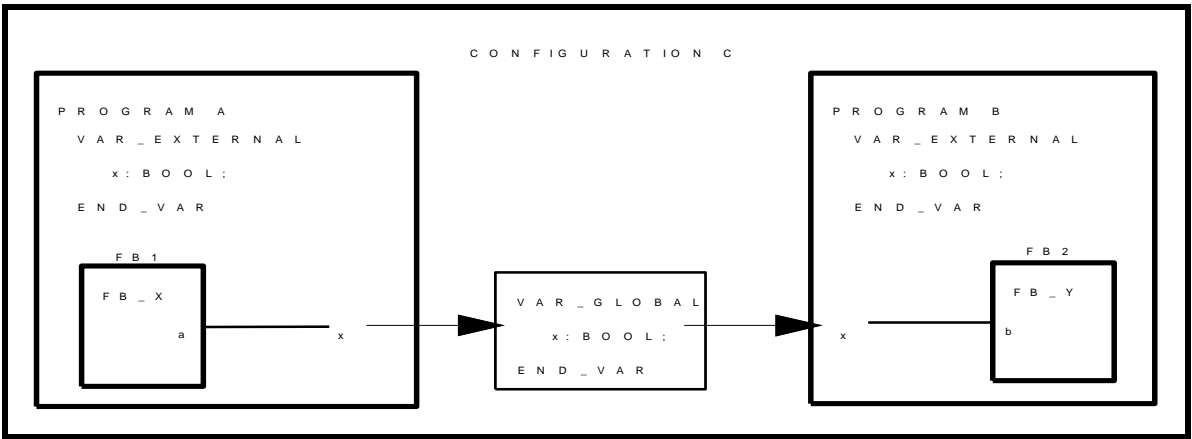 CONFIGURATION C
PROGRAM A
VAR_EXTERNAL
x: BOOL;
END_VAR
FB1
FB_X
a
x
VAR_GLOBAL
x: BOOL;
END_VAR
PROGRAM B
VAR_EXTERNAL
x: BOOL;
END_VAR
FB2
FB_Y
x
b